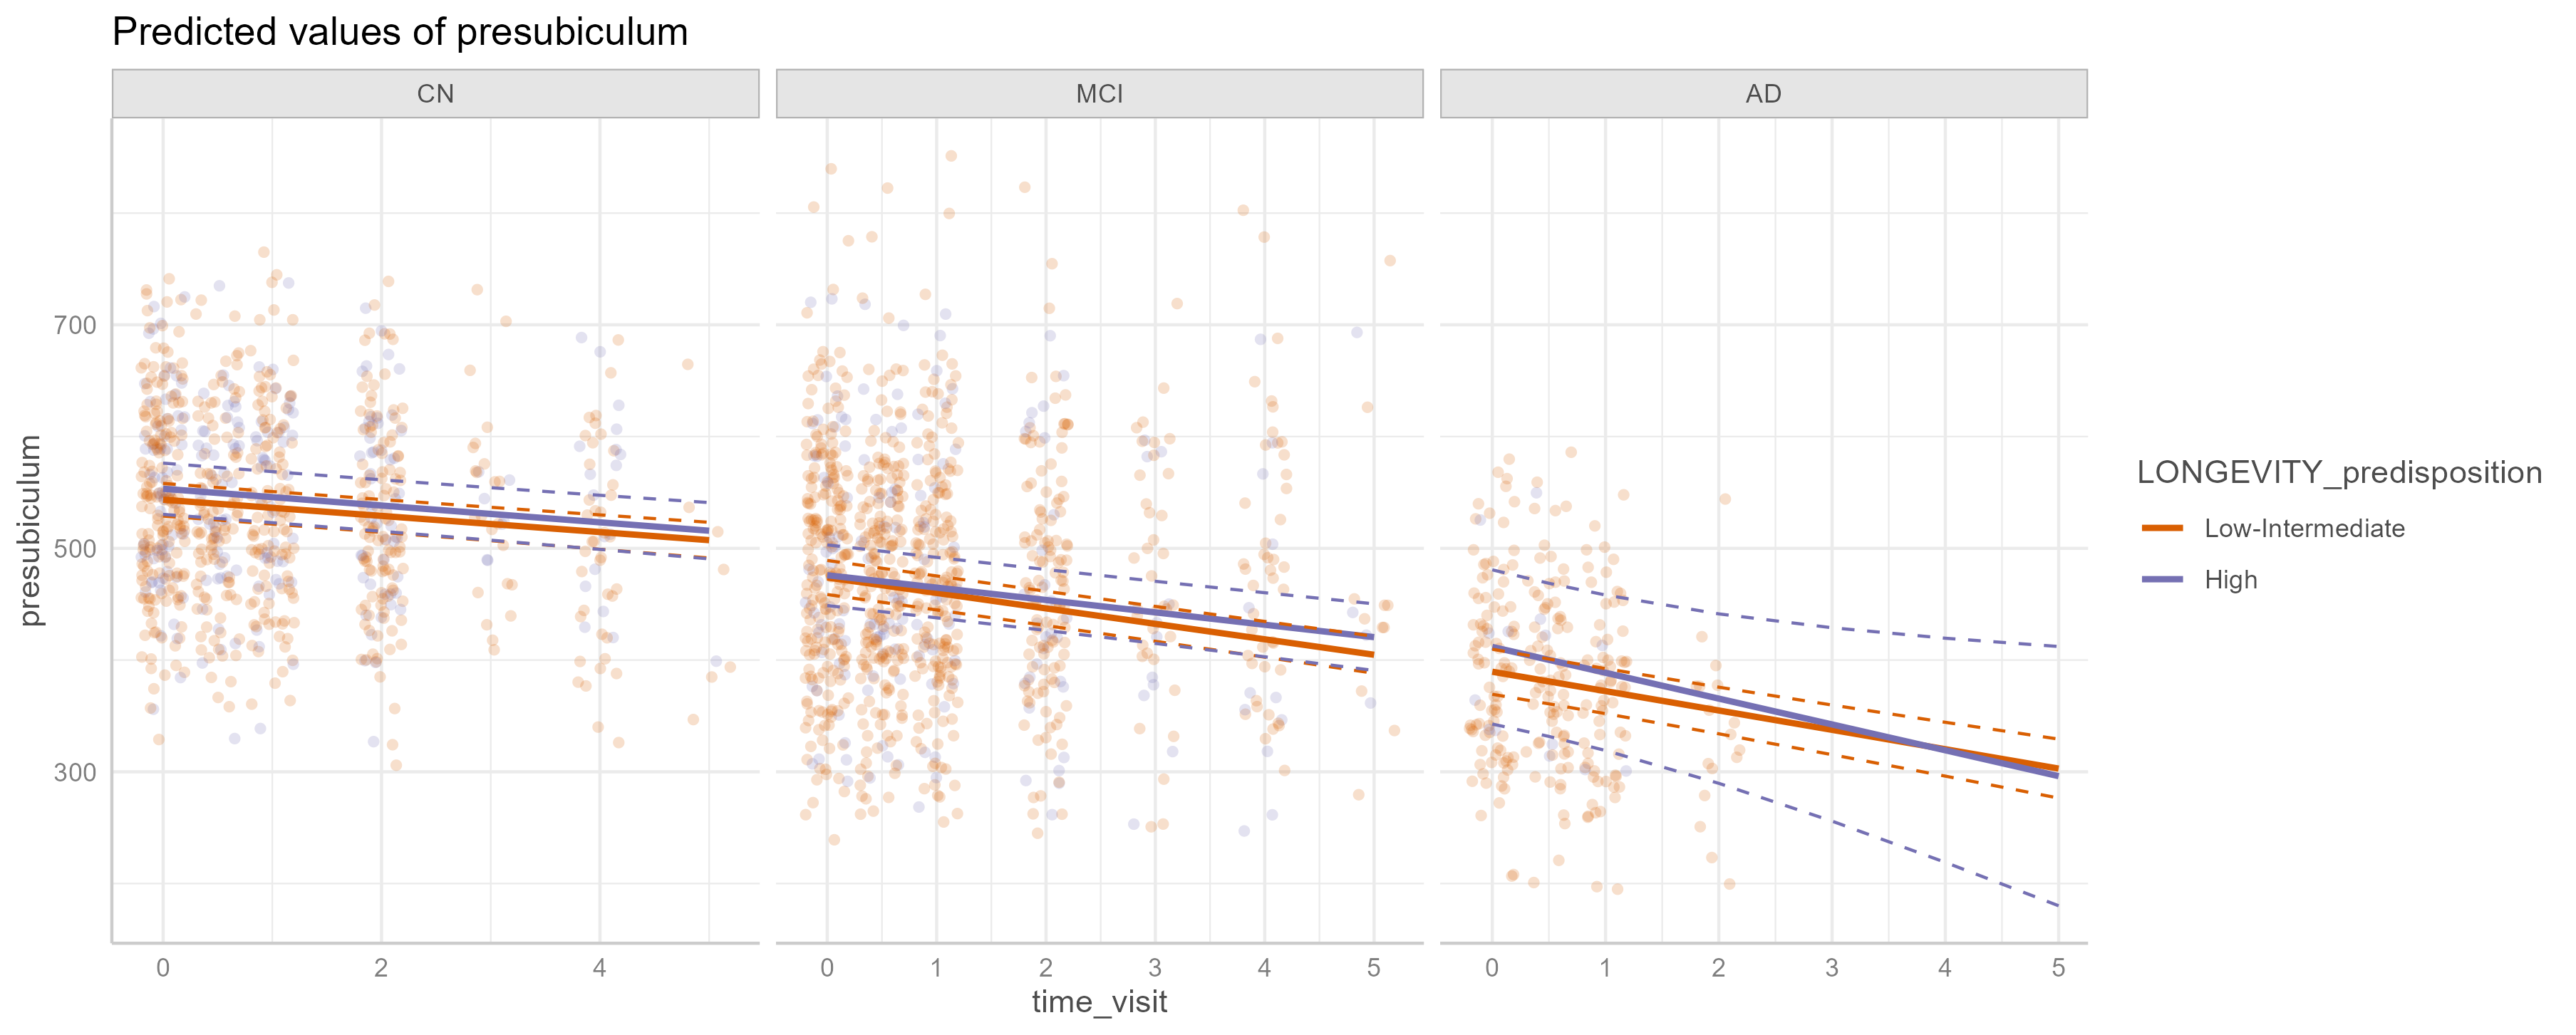 Predicted values of presubiculum
CN
MCI
AD
presubiculum
700
500
300
0
2
4
0
1
2
3
4
5
0
1
2
3
4
5
time_visit
LONGEVITY_predisposition
Low-Intermediate
High